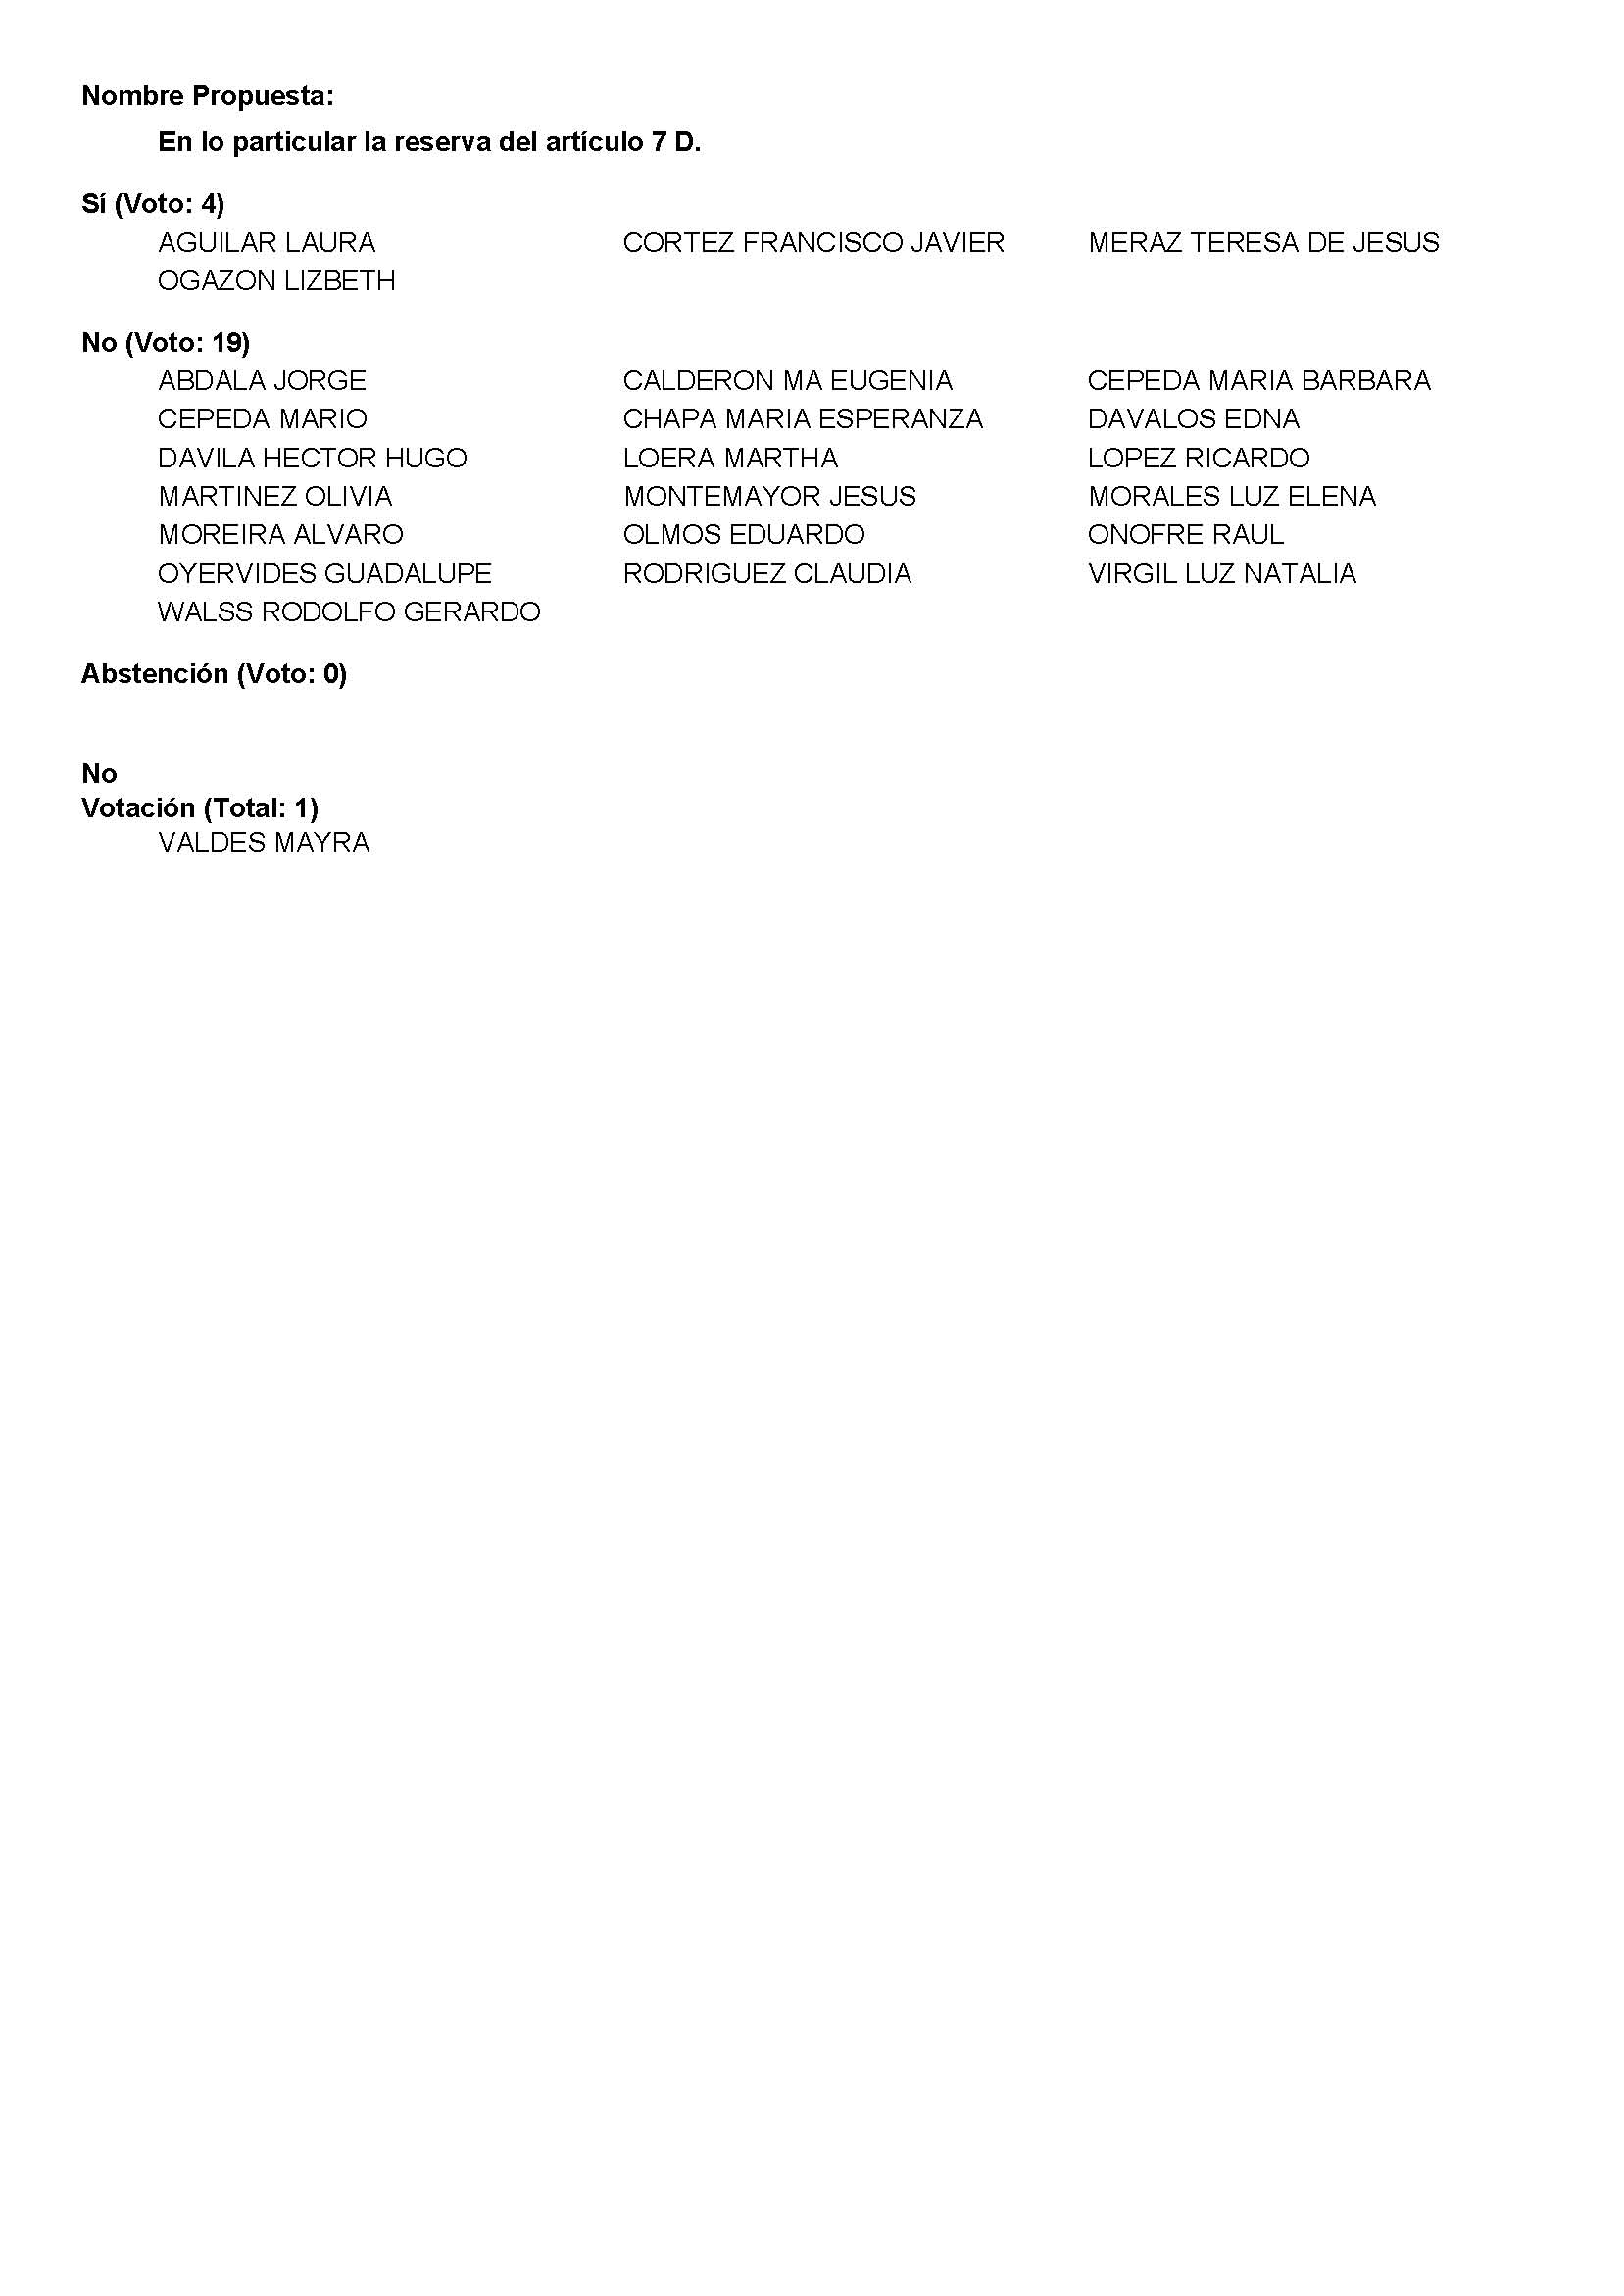 Nombre Propuesta:
En lo particular la reserva del artículo 7 D.
Sí (Voto: 4)
AGUILAR LAURA CORTEZ FRANCISCO JAVIER MERAZ TERESA DE JESUS
OGAZON LIZBETH
No (Voto: 19)
ABDALA JORGE CALDERON MA EUGENIA CEPEDA MARIA BARBARA
CEPEDA MARIO CHAPA MARIA ESPERANZA DAVALOS EDNA
DAVILA HECTOR HUGO LOERA MARTHA LOPEZ RICARDO
MARTINEZ OLIVIA MONTEMAYOR JESUS MORALES LUZ ELENA
MOREIRA ALVARO OLMOS EDUARDO ONOFRE RAUL
OYERVIDES GUADALUPE RODRIGUEZ CLAUDIA VIRGIL LUZ NATALIA
WALSS RODOLFO GERARDO
Abstención (Voto: 0)
No
Votación (Total: 1)
VALDES MAYRA